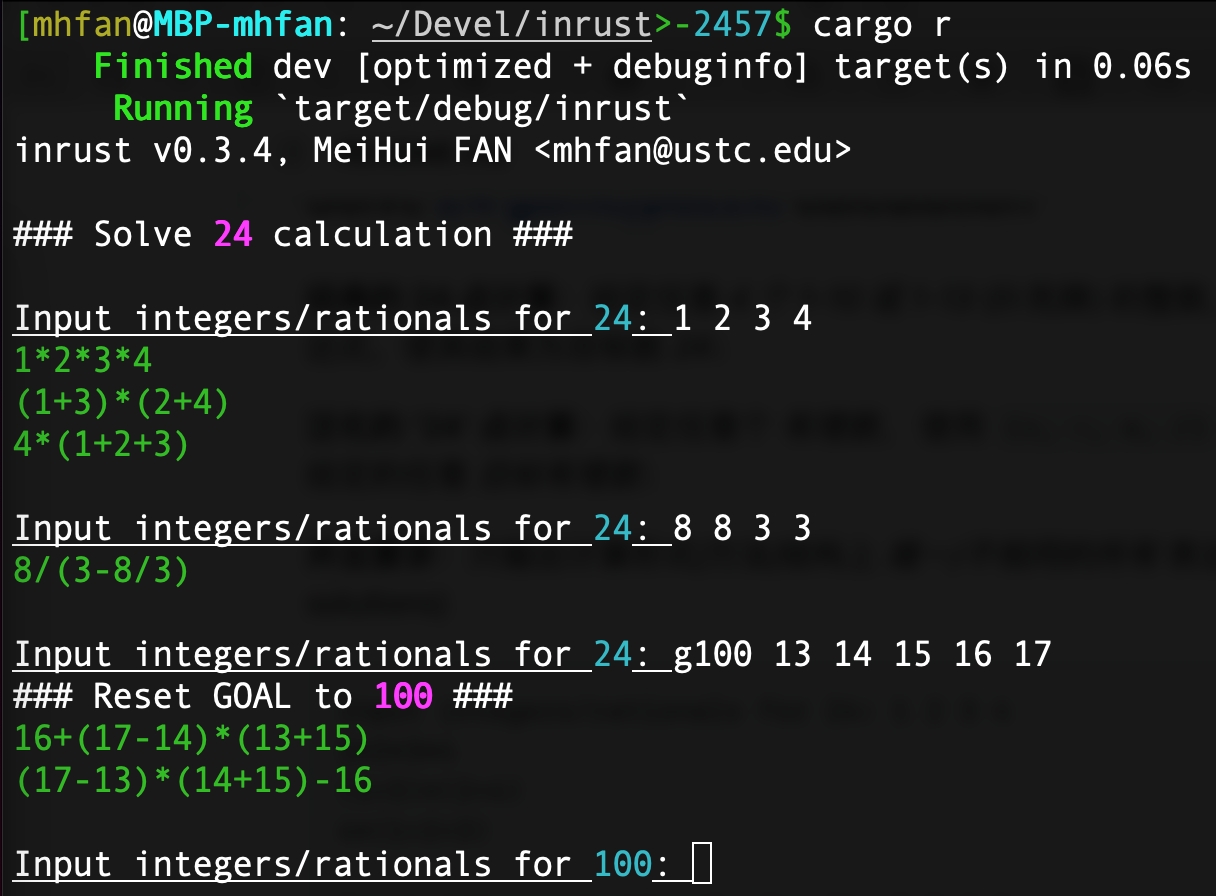 [mhfan@MBP-mhfan: ~/Devel/inrust>-2457$ cargo r
Finished dev [optimized + debuginfo] target(s) in 0.06s
Running `target/debug/inrust`
inrust v0.3.4, MeiHui FAN <mhfan@ustc.edu>
### Solve 24 calculation ###
Input integers/rationals for 24: 1 2 3 4
1*2*3*4
(1+3)*(2+4)
4*(1+2+3)
Input integers/rationals for 24: 8 8 3 3
8/(3-8/3)
Input integers/rationals for 24: g100 13 14 15 16 17
### Reset GOAL to 100 ###
16+(17-14)*(13+15)
(17-13)*(14+15)-16
Input integers/rationals for 100: